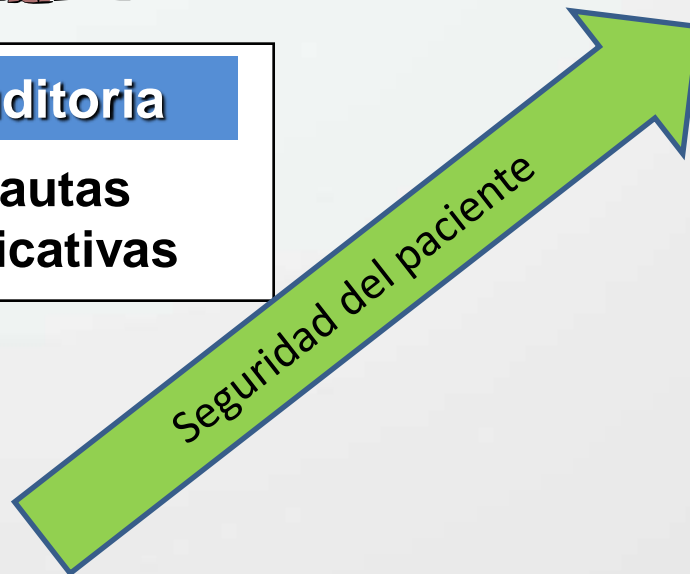 ditoria
autas
icativas
Seguridad del paciente